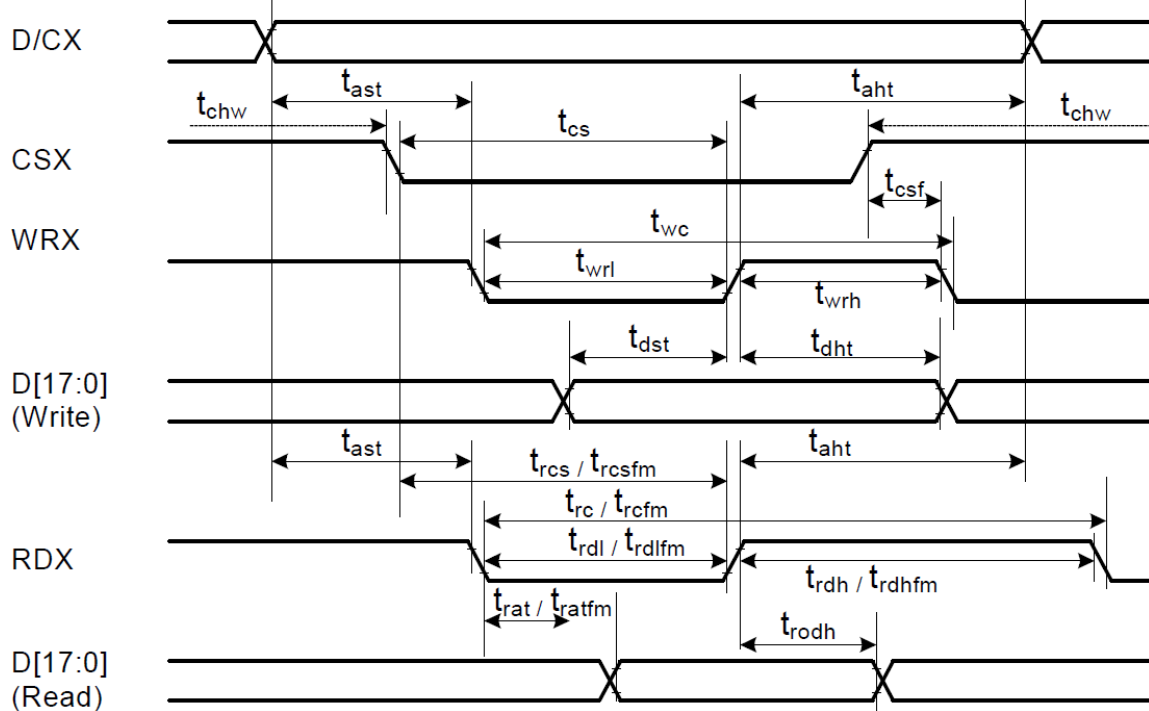 D/CX
tast
taht
tchw
tchw
tcs
CSX
tcsf
WRX
twc
twrl
twrh
tdst
tdht
D[17:0]
(Write)
tast
taht
trcs / trcsfm
trc / trcfm
RDX
trdl / trdlfm
trdh / trdhfm
trat / tratfm
trodh
D[17:0]
(Read)